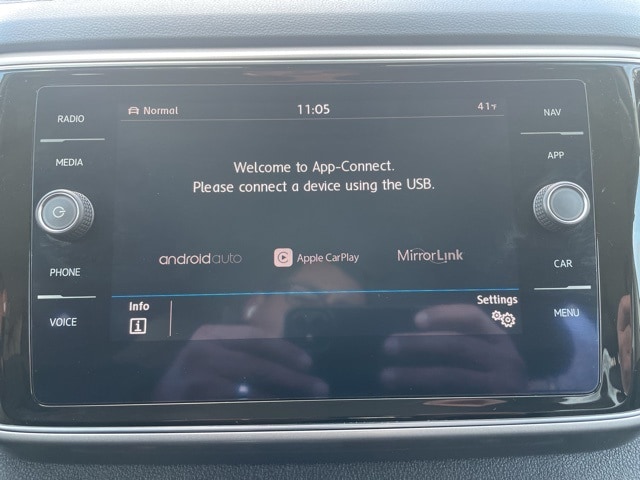 RADIO
MEDIA
PHONE
VOICE
Normal 11:05 41°F
Welcome to App-Connect.
Please connect a device using the USB.
androidauto Apple CarPlay MirrorLink
Info Settings
i
NAV
APP
CAR
MENU